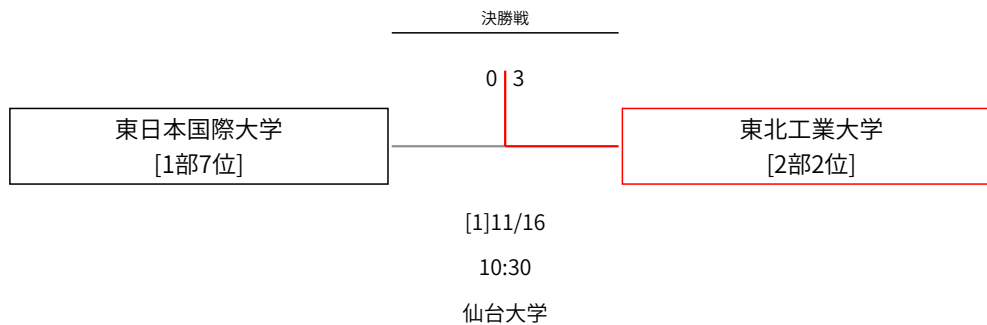 決勝戦
0 3
東日本国際大学
[1部7位]
東北工業大学
[2部2位]
[1]11/16
10:30
仙台大学